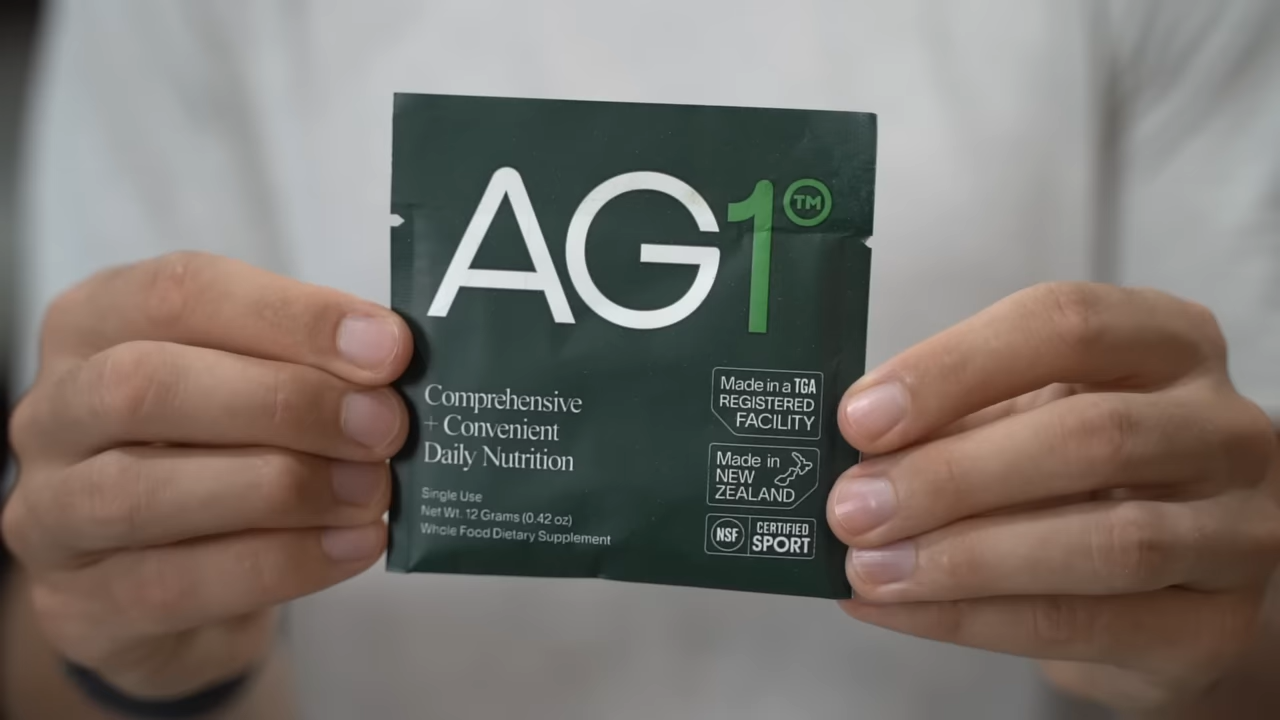 AG1™
Comprehensive
+ Convenient
Daily Nutrition
Single Use
Net Wt. 12 Grams (0.42 oz)
Whole Food Dietary Supplement
Made in a TGA
REGISTERED
FACILITY
Made in
NEW
ZEALAND
NSF
CERTIFIED
SPORT